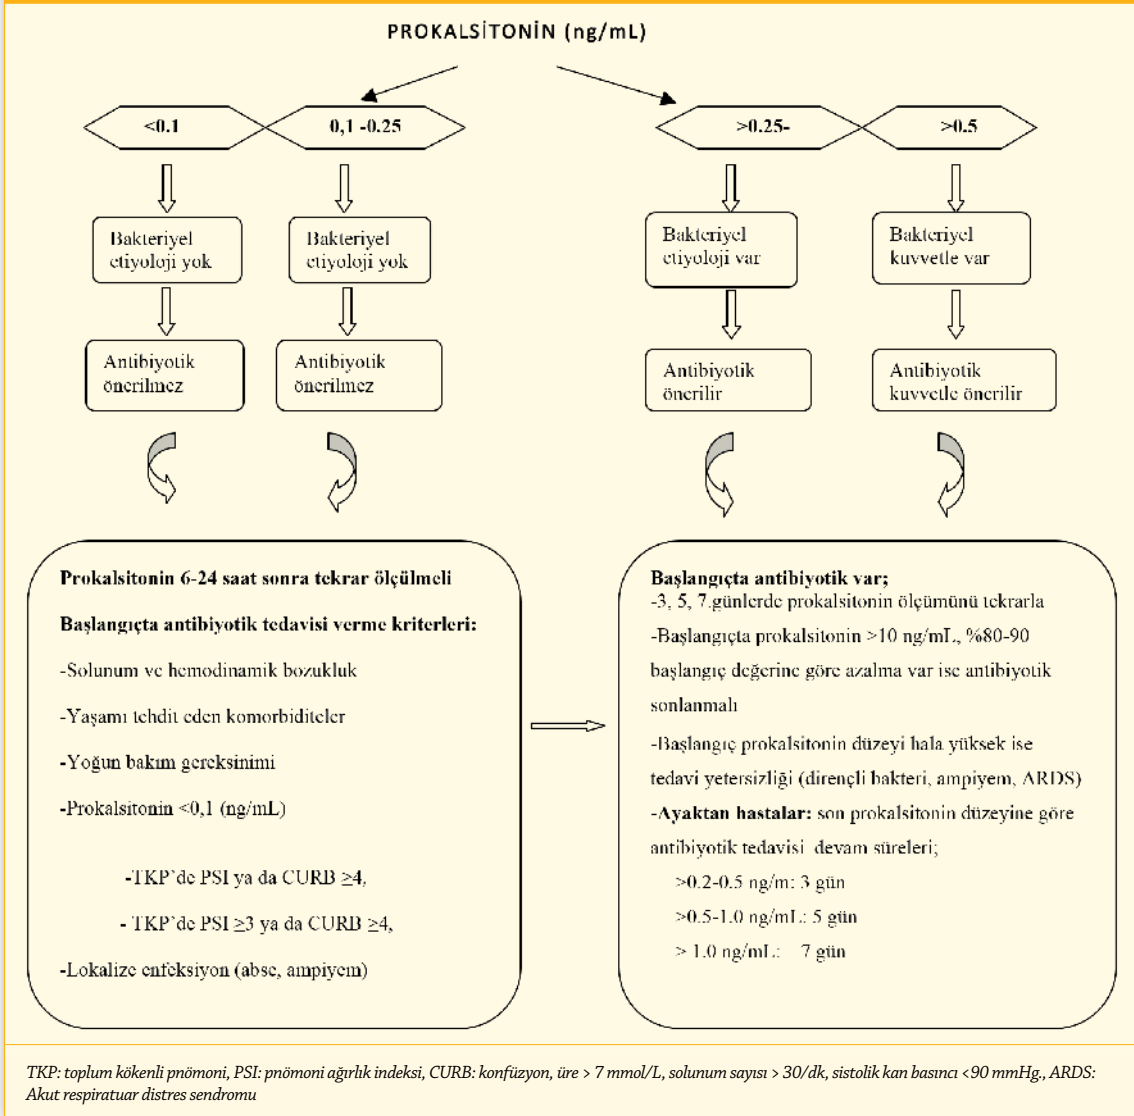 PROKALSİTONİN (ng/mL)
<0.1
0,1 -0.25
>0.25-
>0.5
Bakteriyel
etiyoloji yok
Bakteriyel
etiyoloji yok
Bakteriyel
etiyoloji var
Bakteriyel
kuvvetle var
Antibiyotik
önerilmez
Antibiyotik
önerilmez
Antibiyotik
önerilir
Antibiyotik
kuvvetle önerilir
Prokalsitonin 6-24 saat sonra tekrar ölçülmeli
Başlangıçta antibiyotik tedavisi verme kriterleri:
-Solunum ve hemodinamik bozukluk
-Yaşamı tehdit eden komorbiditeler
-Yoğun bakım gereksinimi
-Prokalsitonin <0,1 (ng/mL)
-TKP’de PSI ya da CURB ≥4,
- TKP’de PSI ≥3 ya da CURB ≥4,
-Lokalize enfeksiyon (abse, ampiyem)
Başlangıçta antibiyotik var;
-3, 5, 7.günlerde prokalsitonin ölçümünü tekrarla
-Başlangıçta prokalsitonin >10 ng/mL, %80-90
başlangıç değerine göre azalma var ise antibiyotik
sonlanmalı
-Başlangıç prokalsitonin düzeyi hala yüksek ise
tedavi yetersizliği (dirençli bakteri, ampiyem, ARDS)
-Ayaktan hastalar: son prokalsitonin düzeyine göre
antibiyotik tedavisi devam süreleri;
>0.2-0.5 ng/m: 3 gün
>0.5-1.0 ng/mL: 5 gün
> 1.0 ng/mL: 7 gün
TKP: toplum kökenli pnömoni, PSI: pnömoni ağırlık indeksi, CURB: konfüzyon, üre > 7 mmol/L, solunum sayısı > 30/dk, sistolik kan basıncı <90 mmHg., ARDS:
Akut respiratuar distres sendromu